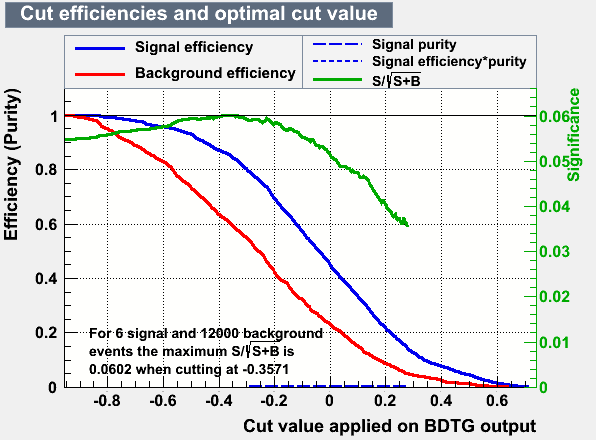 Cut efficiencies and optimal cut value
Signal efficiency
Background efficiency
Signal purity
Signal efficiency*purity
S/√S+B
Efficiency (Purity)
1
0.8
0.6
0.4
0.2
0
0.06
0.05
0.04
0.03
0.02
0.01
0
Significance
For 6 signal and 12000 background
events the maximum S/√S+B is
0.0602 when cutting at -0.3571
-0.8 -0.6 -0.4 -0.2 0 0.2 0.4 0.6
Cut value applied on BDTG output